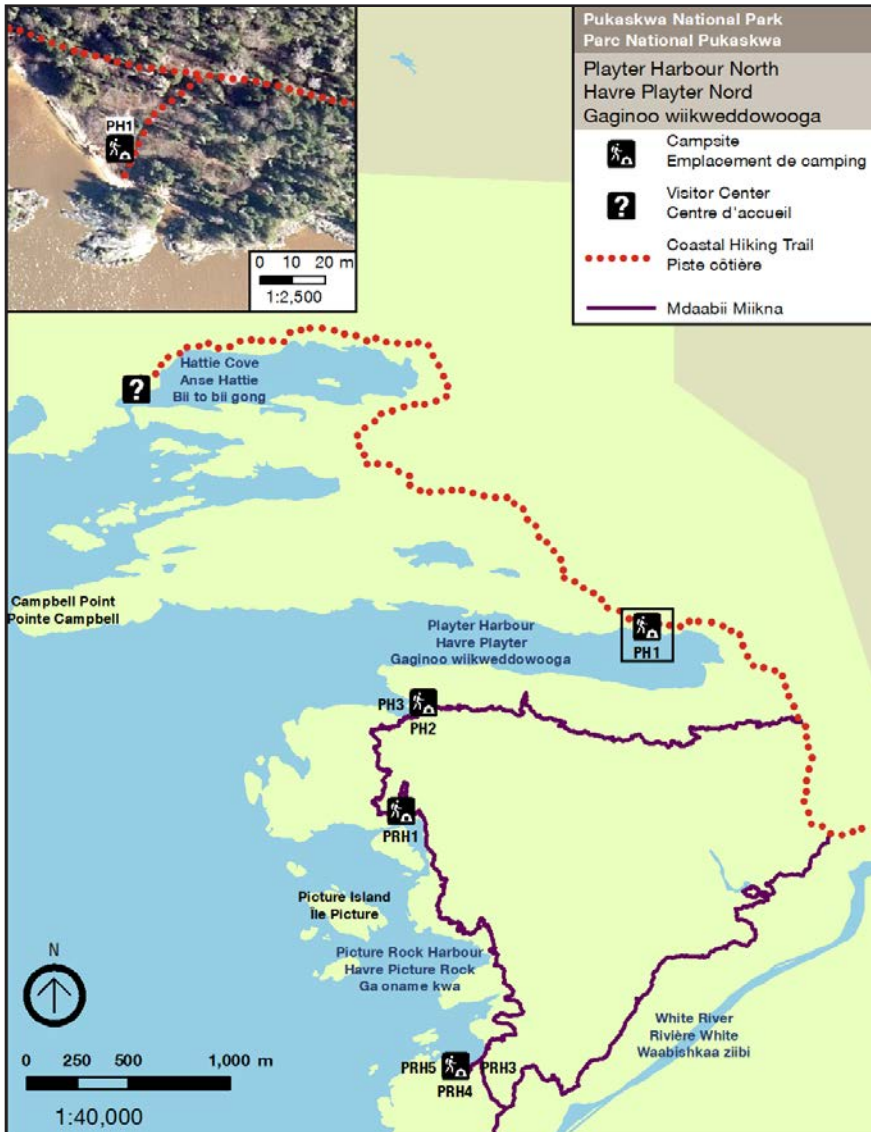 PH1
0 10 20 m
1:2,500
Pukaskwa National Park
Parc National Pukaskwa
Playter Harbour North
Havre Playter Nord
Gaginoo wiikweddowooga
Campsite
Emplacement de camping
?
Visitor Center
Centre d'accueil
Coastal Hiking Trail
Piste côtière
Mdaabii Miikna
Hattie Cove
Anse Hattie
Bii to bii gong
?
Campbell Point
Pointe Campbell
Playter Harbour
Havre Playter
Gaginoo wiikweddowooga
PH1
PH3
PH2
PRH1
Picture Island
Île Picture
Picture Rock Harbour
Havre Picture Rock
Ga oname kwa
White River
Rivière White
Waabishkaa ziibi
PRH5 PRH3
PRH4
N
0 250 500 1,000 m
1:40,000